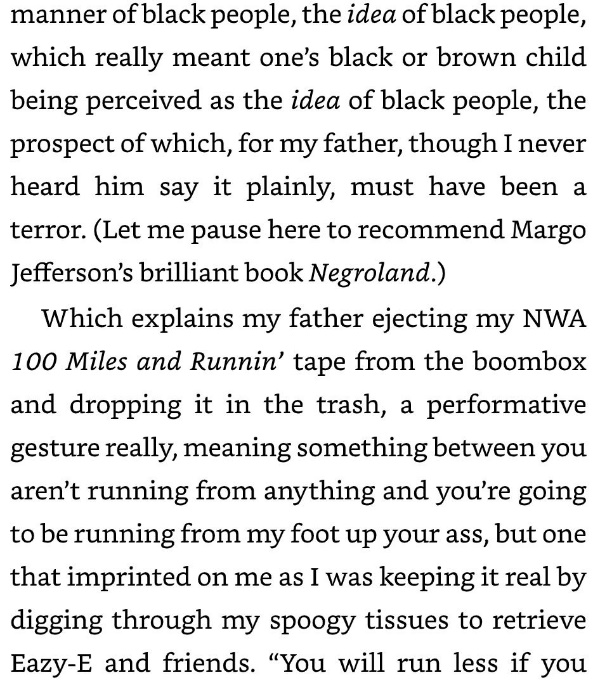 manner of black people, the idea of black people,
which really meant one’s black or brown child
being perceived as the idea of black people, the
prospect of which, for my father, though I never
heard him say it plainly, must have been a
terror. (Let me pause here to recommend Margo
Jefferson’s brilliant book Negroland.)
Which explains my father ejecting my NWA
100 Miles and Runnin’ tape from the boombox
and dropping it in the trash, a performative
gesture really, meaning something between you
aren’t running from anything and you’re going
to be running from my foot up your ass, but one
that imprinted on me as I was keeping it real by
digging through my spoogy tissues to retrieve
Eazy-E and friends. “You will run less if you